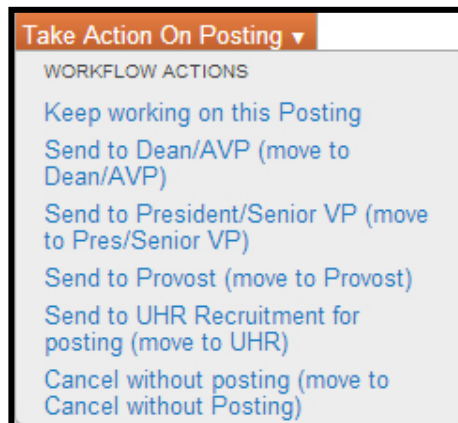 Take Action On Posting ▼
WORKFLOW ACTIONS
Keep working on this Posting
Send to Dean/AVP (move to
Dean/AVP)
Send to President/Senior VP (move
to Pres/Senior VP)
Send to Provost (move to Provost)
Send to UHR Recruitment for
posting (move to UHR)
Cancel without posting (move to
Cancel without Posting)